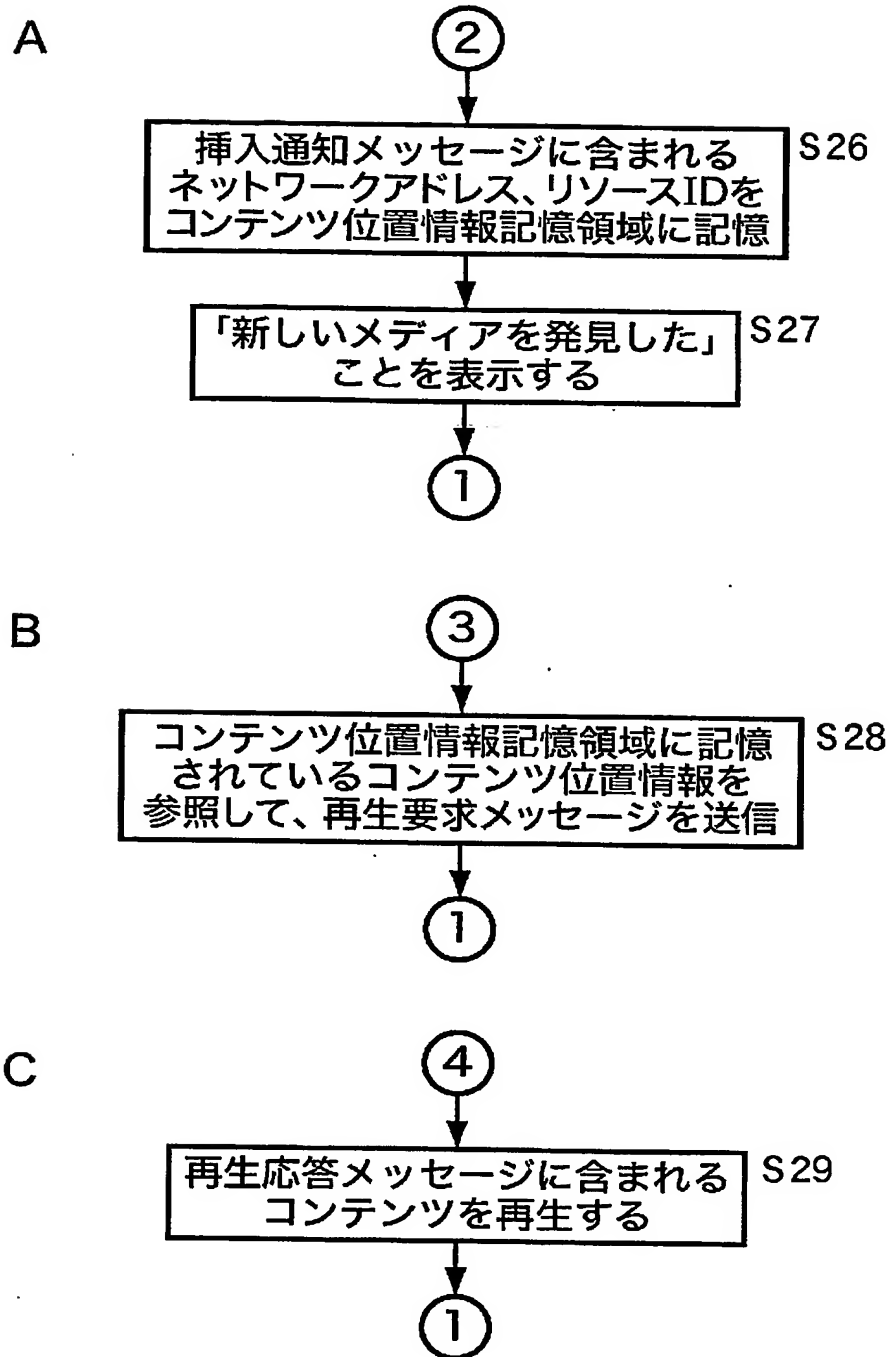 A
②
挿入通知メッセージに含まれる
ネットワークアドレス、リソースIDを
コンテンツ位置情報記憶領域に記憶
S26
「新しいメディアを発見した」
ことを表示する
S27
①
B
③
コンテンツ位置情報記憶領域に記憶
されているコンテンツ位置情報を
参照して、再生要求メッセージを送信
S28
①
C
④
再生応答メッセージに含まれる
コンテンツを再生する
S29
①